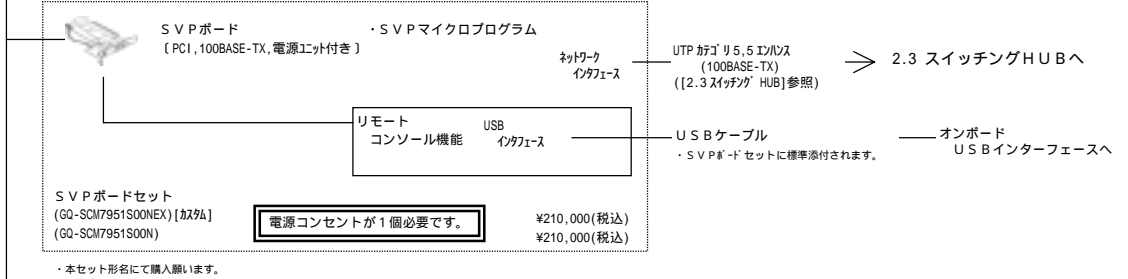 ＳＶＰボード
〔 PCI,100BASE-TX,電源ﾕﾆｯﾄ付き 〕
・ＳＶＰマイクロプログラム
ﾈｯﾄﾜｰｸ
ｲﾝﾀﾌｪｰｽ
UTP ｶﾃｺﾞﾘ 5,5 ｴﾝﾊﾝｽ
(100BASE-TX)
([2.3 ｽｲｯﾁﾝｸﾞ HUB]参照)
2.3 スイッチングＨＵＢへ
リモート
コンソール機能
USB
ｲﾝﾀﾌｪｰｽ
ＵＳＢケーブル
・ＳＶＰﾎﾞｰﾄﾞセットに標準添付されます。
オンボード
ＵＳＢインターフェースへ
ＳＶＰボードセット
(GQ-SCM7951S00NEX)[ｶｽﾀﾑ]
(GQ-SCM7951S00N)
電源コンセントが１個必要です。
¥210,000(税込)
¥210,000(税込)
・本セット形名にて購入願います。